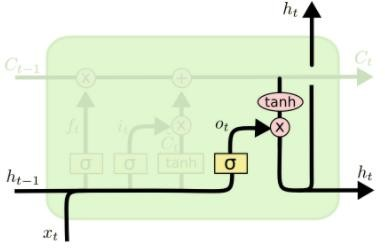 h_t
C_{t-1} × + C_t
tanh
f_t i_t × o_t ×
C̃_t
σ σ tanh σ
h_{t-1} h_t
x_t